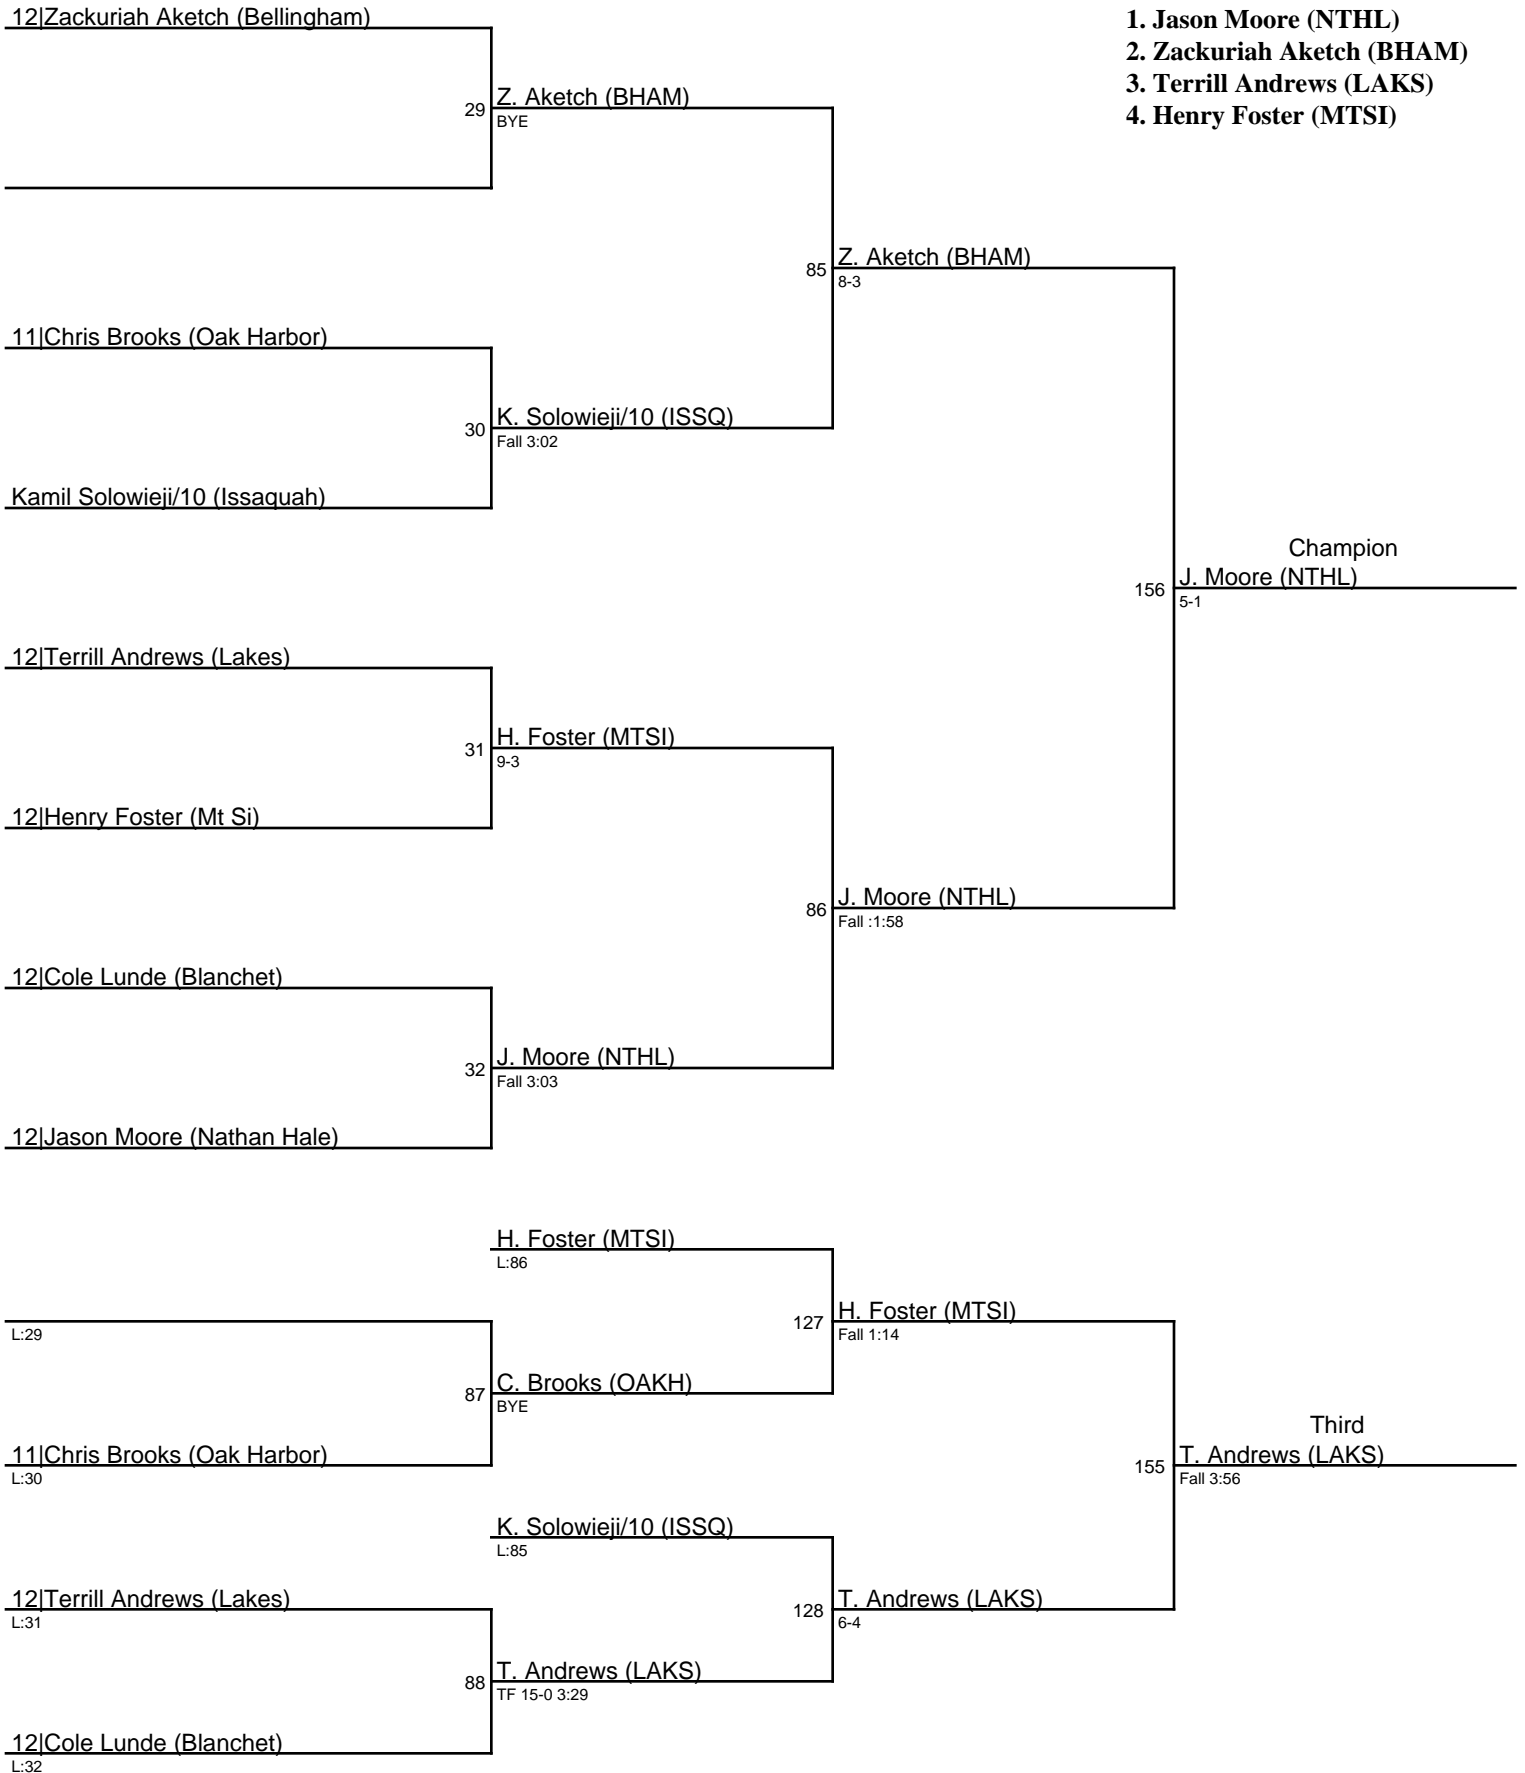 12|Zackuriah Aketch (Bellingham)
1. Jason Moore (NTHL)
2. Zackuriah Aketch (BHAM)
3. Terrill Andrews (LAKS)
4. Henry Foster (MTSI)
29 Z. Aketch (BHAM)
BYE
85 Z. Aketch (BHAM)
8-3
11|Chris Brooks (Oak Harbor)
30 K. Solowieji/10 (ISSQ)
Fall 3:02
Kamil Solowieji/10 (Issaquah)
Champion
156 J. Moore (NTHL)
5-1
12|Terrill Andrews (Lakes)
31 H. Foster (MTSI)
9-3
12|Henry Foster (Mt Si)
86 J. Moore (NTHL)
Fall :1:58
12|Cole Lunde (Blanchet)
32 J. Moore (NTHL)
Fall 3:03
12|Jason Moore (Nathan Hale)
H. Foster (MTSI)
L:86
127 H. Foster (MTSI)
Fall 1:14
L:29
87 C. Brooks (OAKH)
BYE
Third
11|Chris Brooks (Oak Harbor)
L:30
155 T. Andrews (LAKS)
Fall 3:56
K. Solowieji/10 (ISSQ)
L:85
12|Terrill Andrews (Lakes)
L:31
128 T. Andrews (LAKS)
6-4
88 T. Andrews (LAKS)
TF 15-0 3:29
12|Cole Lunde (Blanchet)
L:32